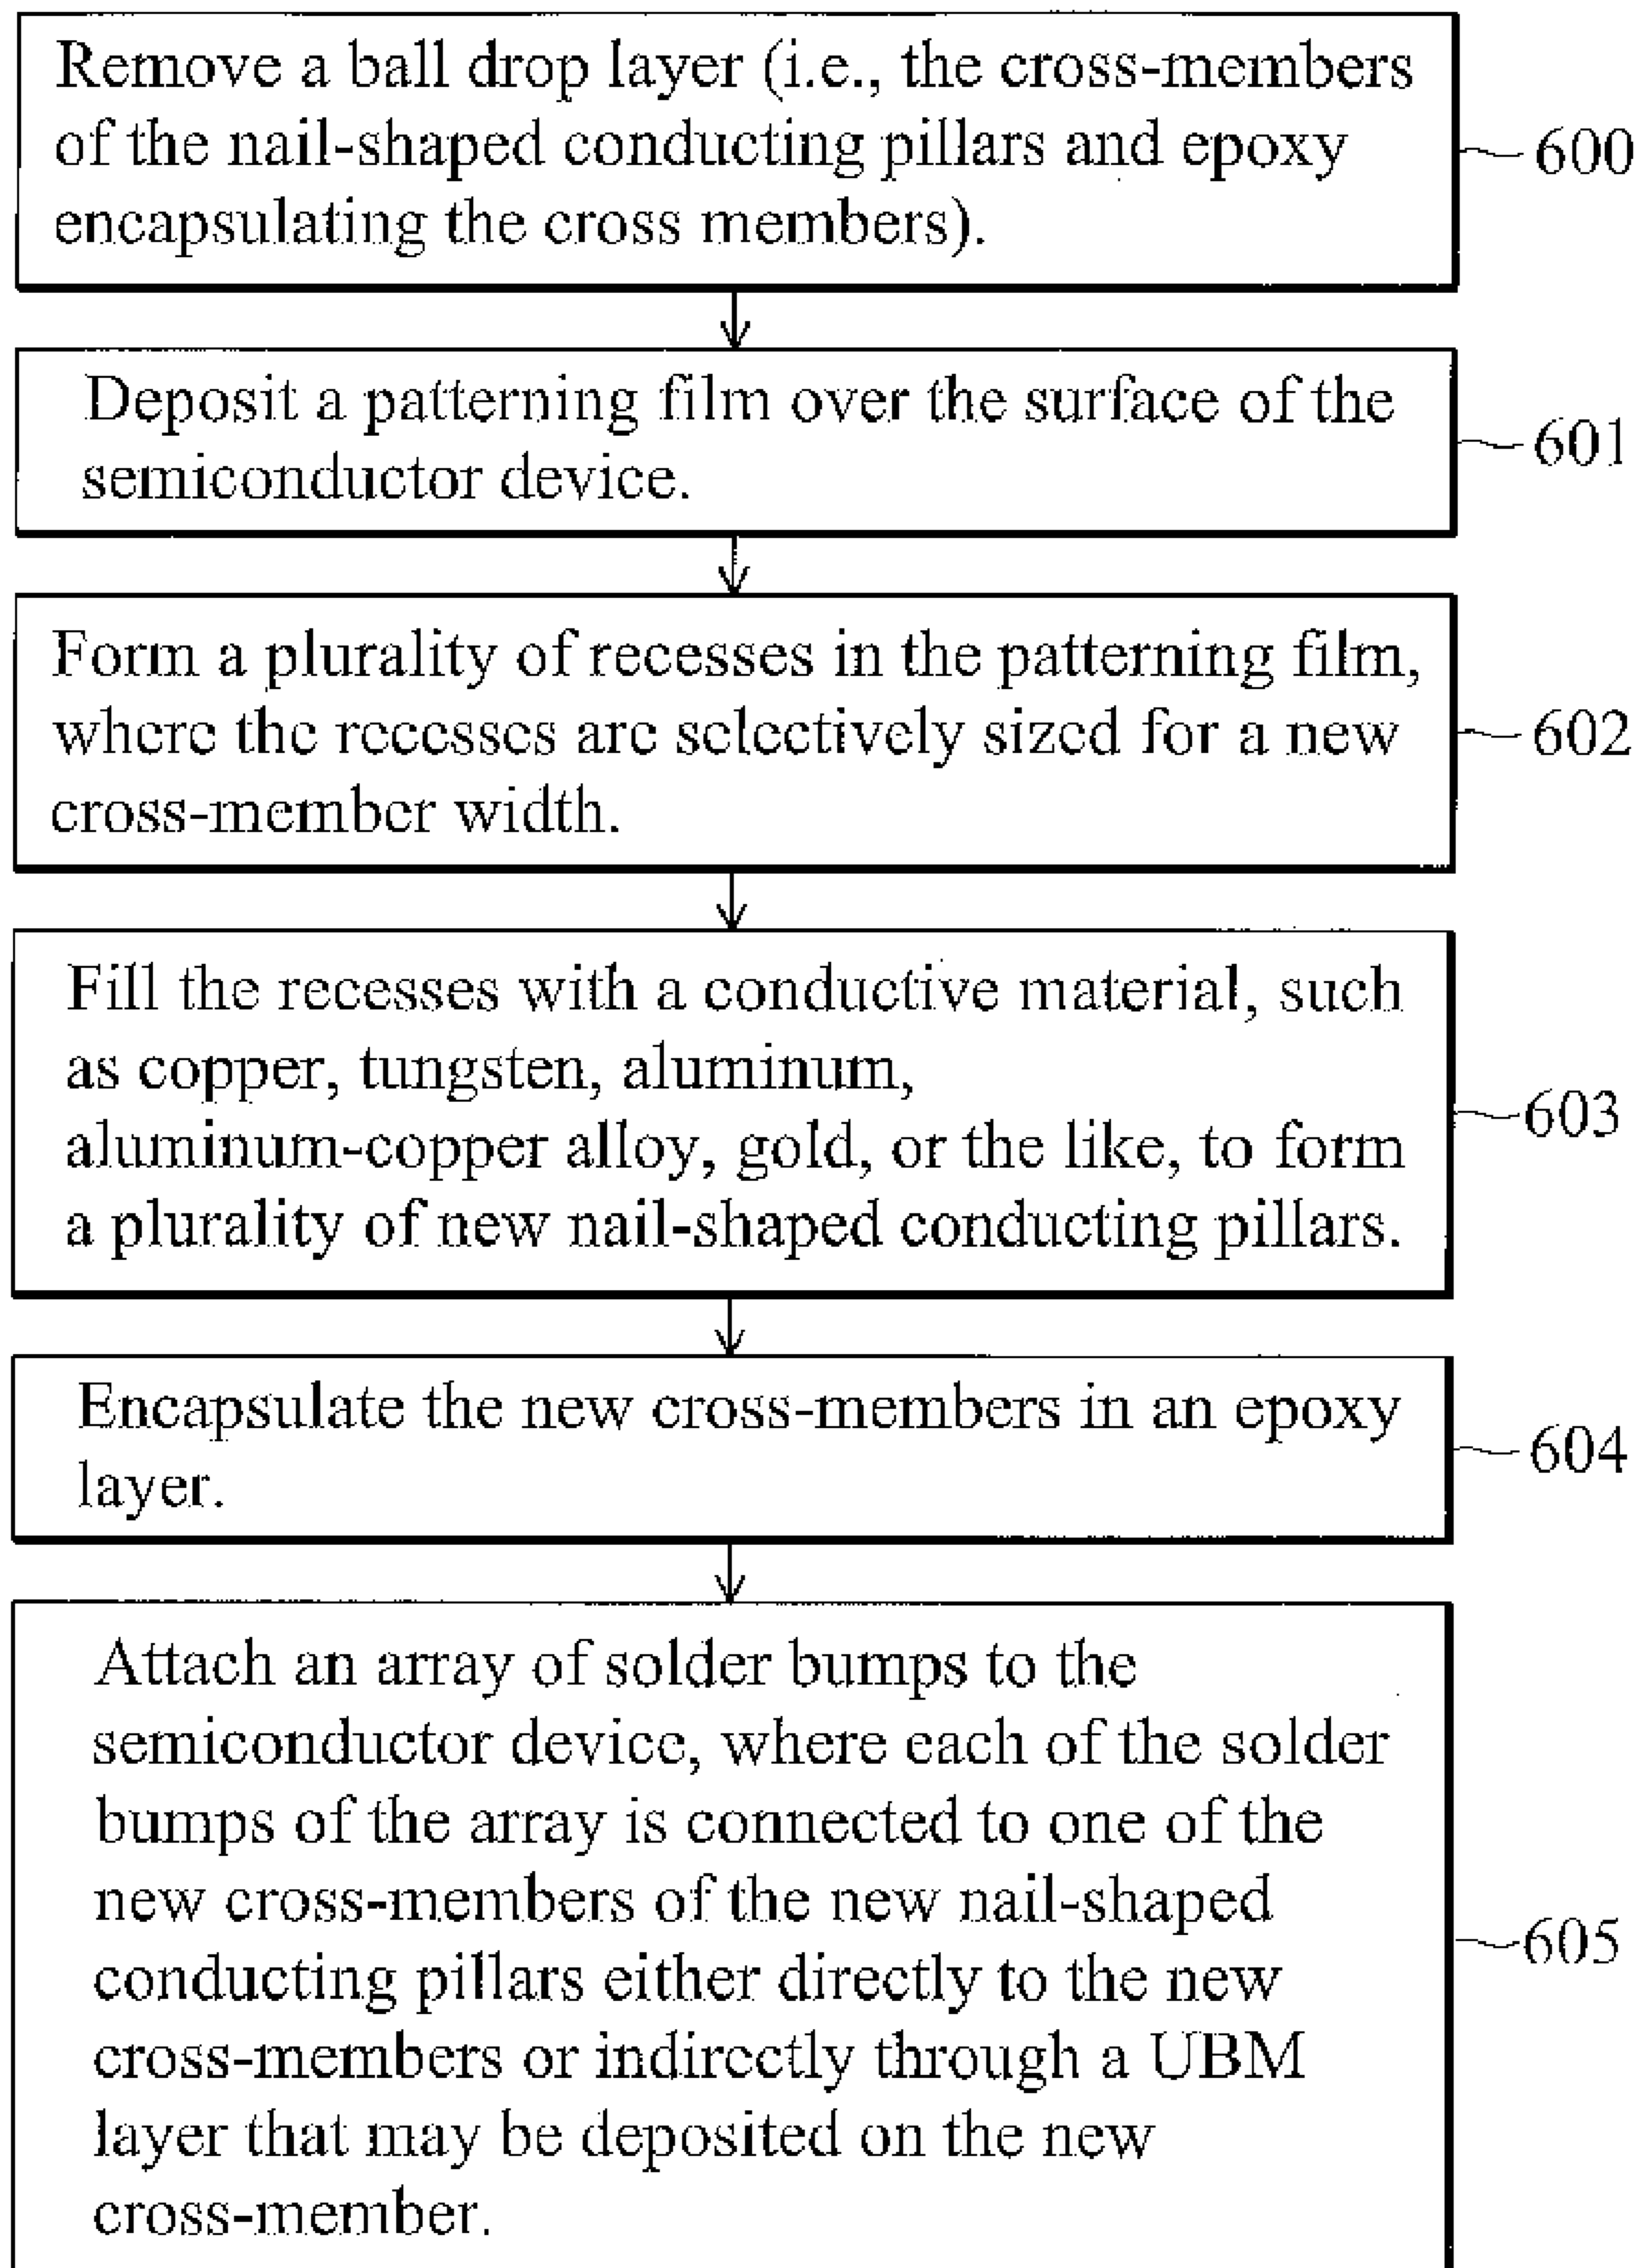 Remove a ball drop layer (i.e., the cross-members
of the nail-shaped conducting pillars and epoxy
encapsulating the cross members).
600
Deposit a patterning film over the surface of the
semiconductor device.
601
Form a plurality of recesses in the patterning film,
where the recesses are selectively sized for a new
cross-member width.
602
Fill the recesses with a conductive material, such
as copper, tungsten, aluminum,
aluminum-copper alloy, gold, or the like, to form
a plurality of new nail-shaped conducting pillars.
603
Encapsulate the new cross-members in an epoxy
layer.
604
Attach an array of solder bumps to the
semiconductor device, where each of the solder
bumps of the array is connected to one of the
new cross-members of the new nail-shaped
conducting pillars either directly to the new
cross-members or indirectly through a UBM
layer that may be deposited on the new
cross-member.
605